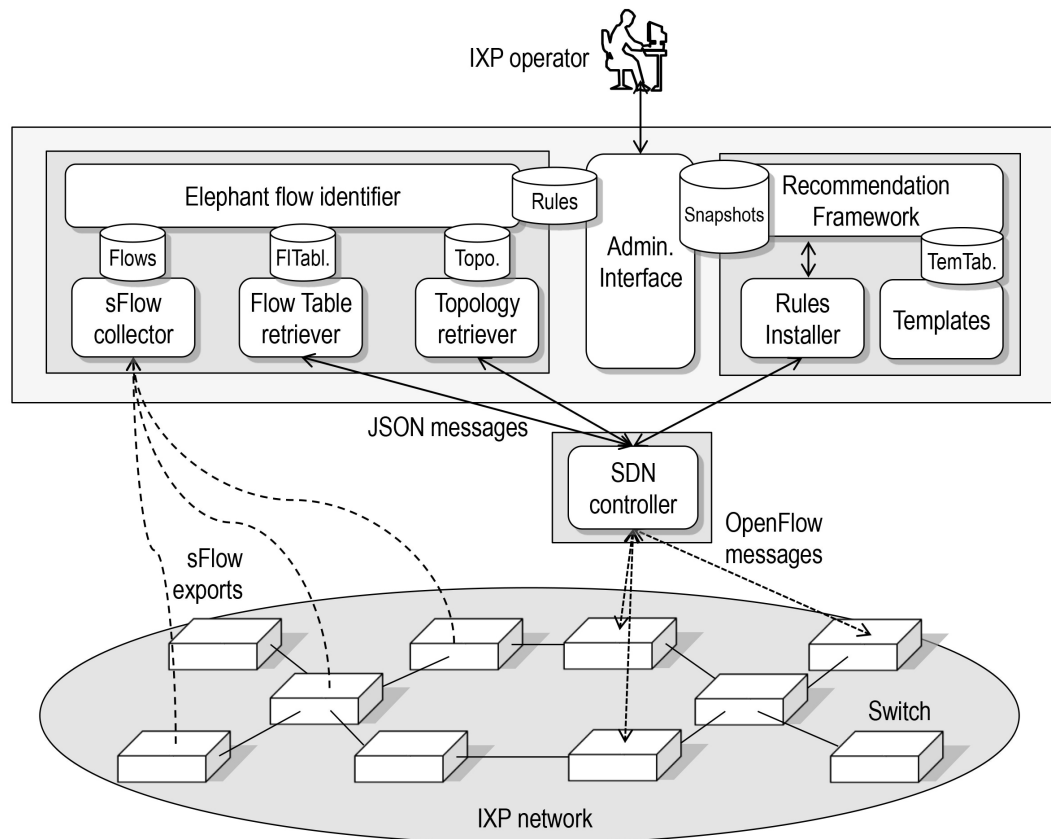 IXP operator
Elephant flow identifier
Rules
Snapshots
Recommendation
Framework
Admin.
Interface
Flows
FlTabl.
Topo.
TemTab.
sFlow
collector
Flow Table
retriever
Topology
retriever
Rules
Installer
Templates
JSON messages
SDN
controller
OpenFlow
messages
sFlow
exports
Switch
IXP network